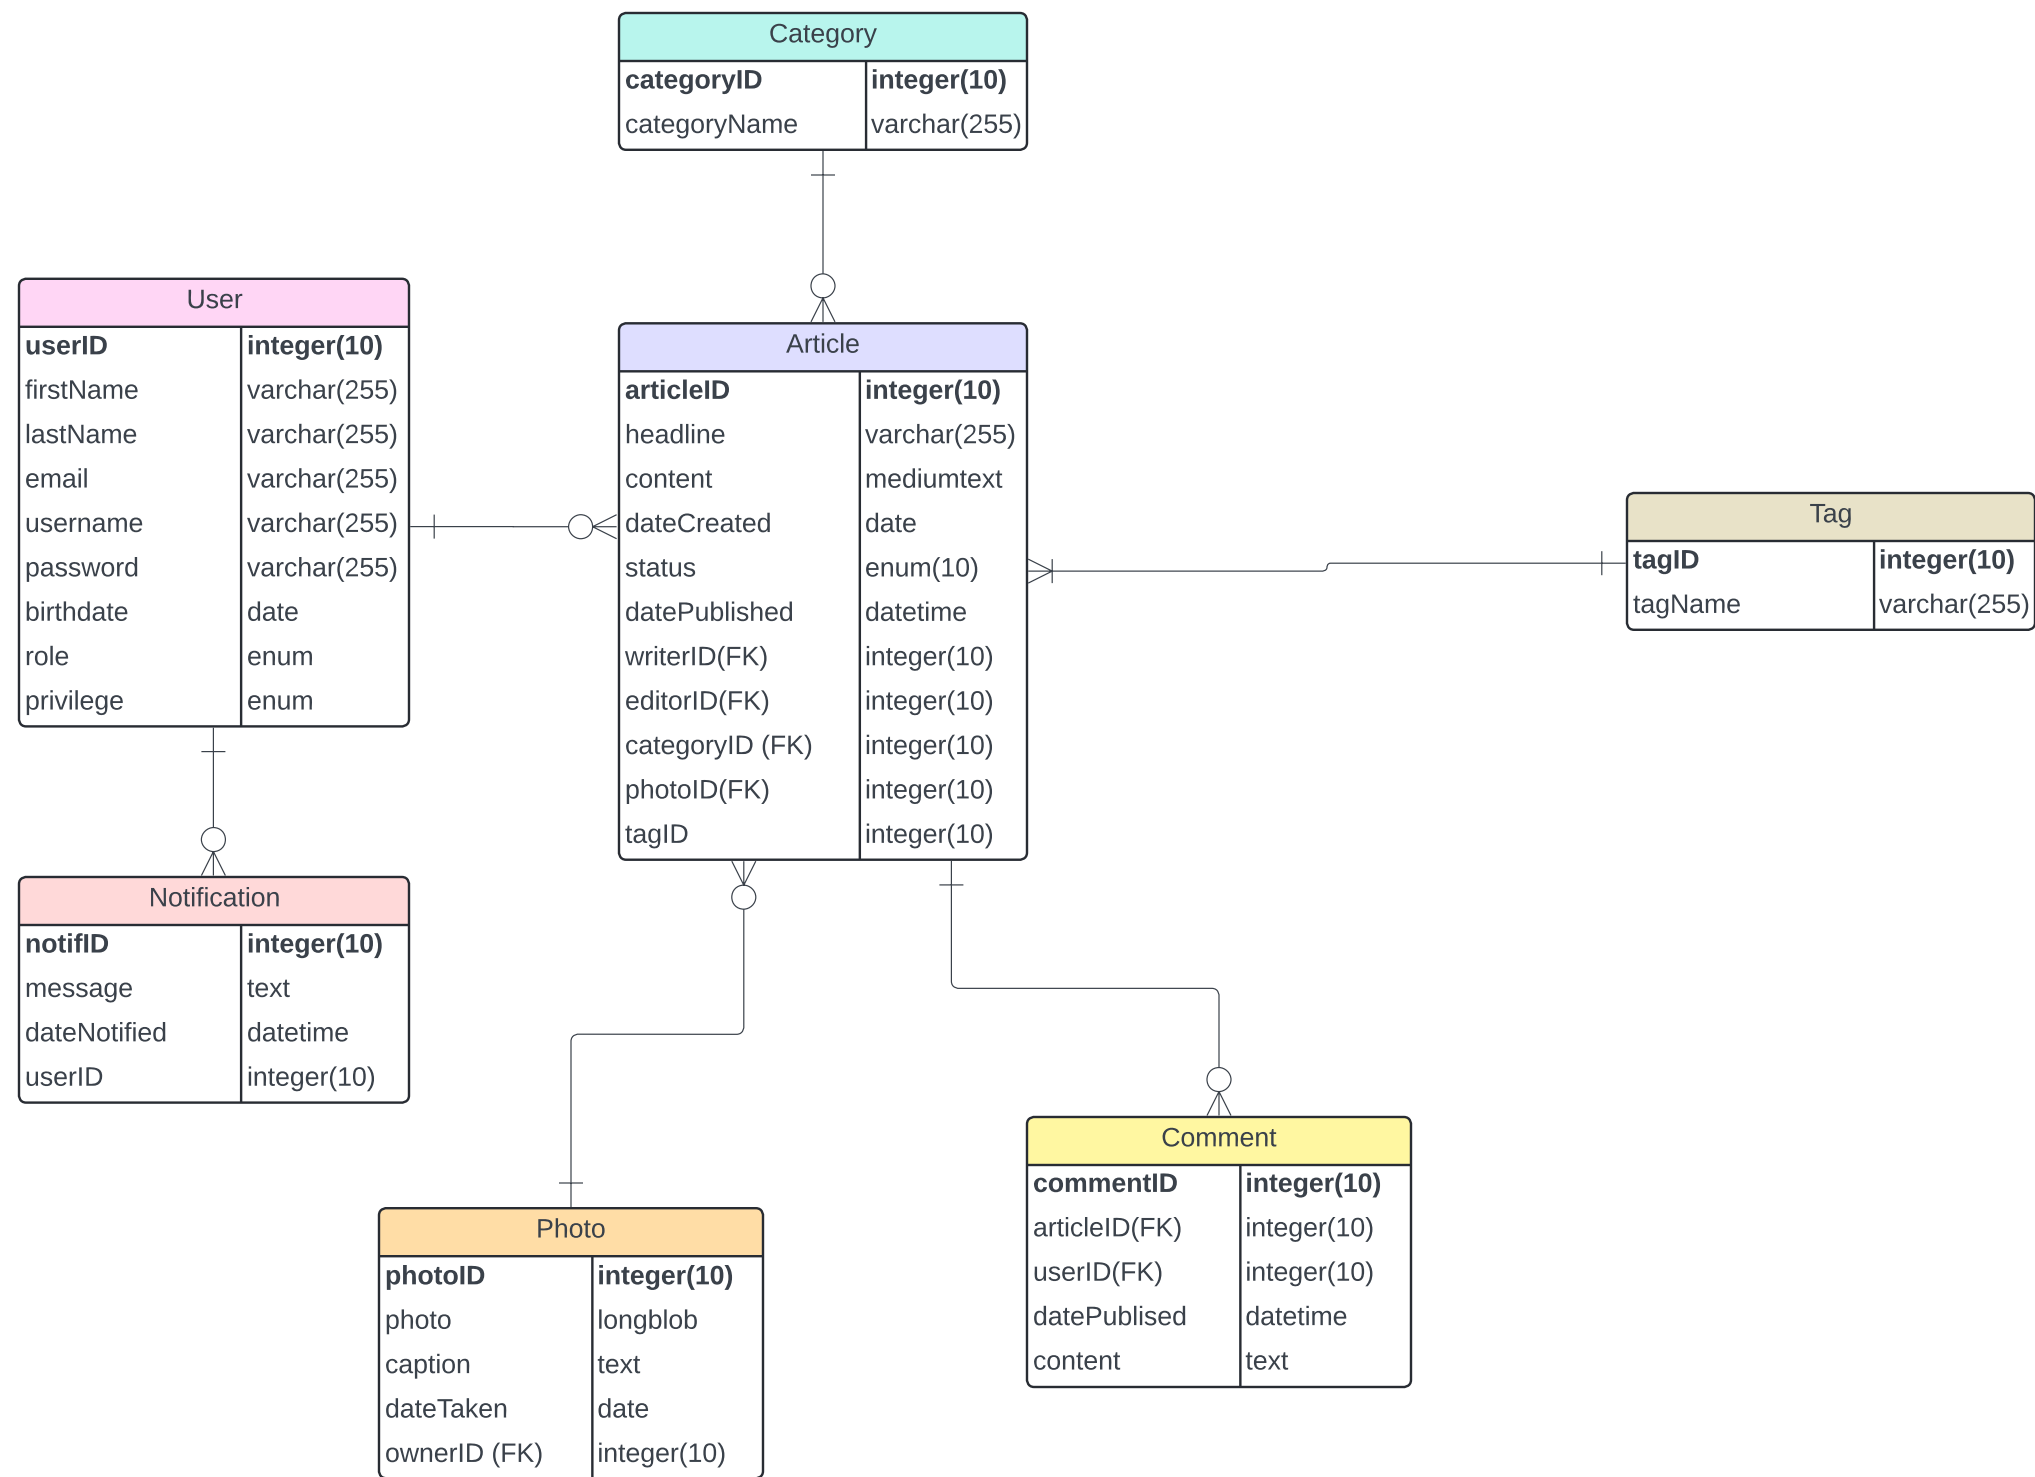 Category
categoryID integer(10)
categoryName varchar(255)
User
userID integer(10)
firstName varchar(255)
lastName varchar(255)
email varchar(255)
username varchar(255)
password varchar(255)
birthdate date
role enum
privilege enum
Article
articleID integer(10)
headline varchar(255)
content mediumtext
dateCreated date
status enum(10)
datePublished datetime
writerID(FK) integer(10)
editorID(FK) integer(10)
categoryID (FK) integer(10)
photoID(FK) integer(10)
tagID integer(10)
Tag
tagID integer(10)
tagName varchar(255)
Notification
notifID integer(10)
message text
dateNotified datetime
userID integer(10)
Photo
photoID integer(10)
photo longblob
caption text
dateTaken date
ownerID (FK) integer(10)
Comment
commentID integer(10)
articleID(FK) integer(10)
userID(FK) integer(10)
datePublised datetime
content text